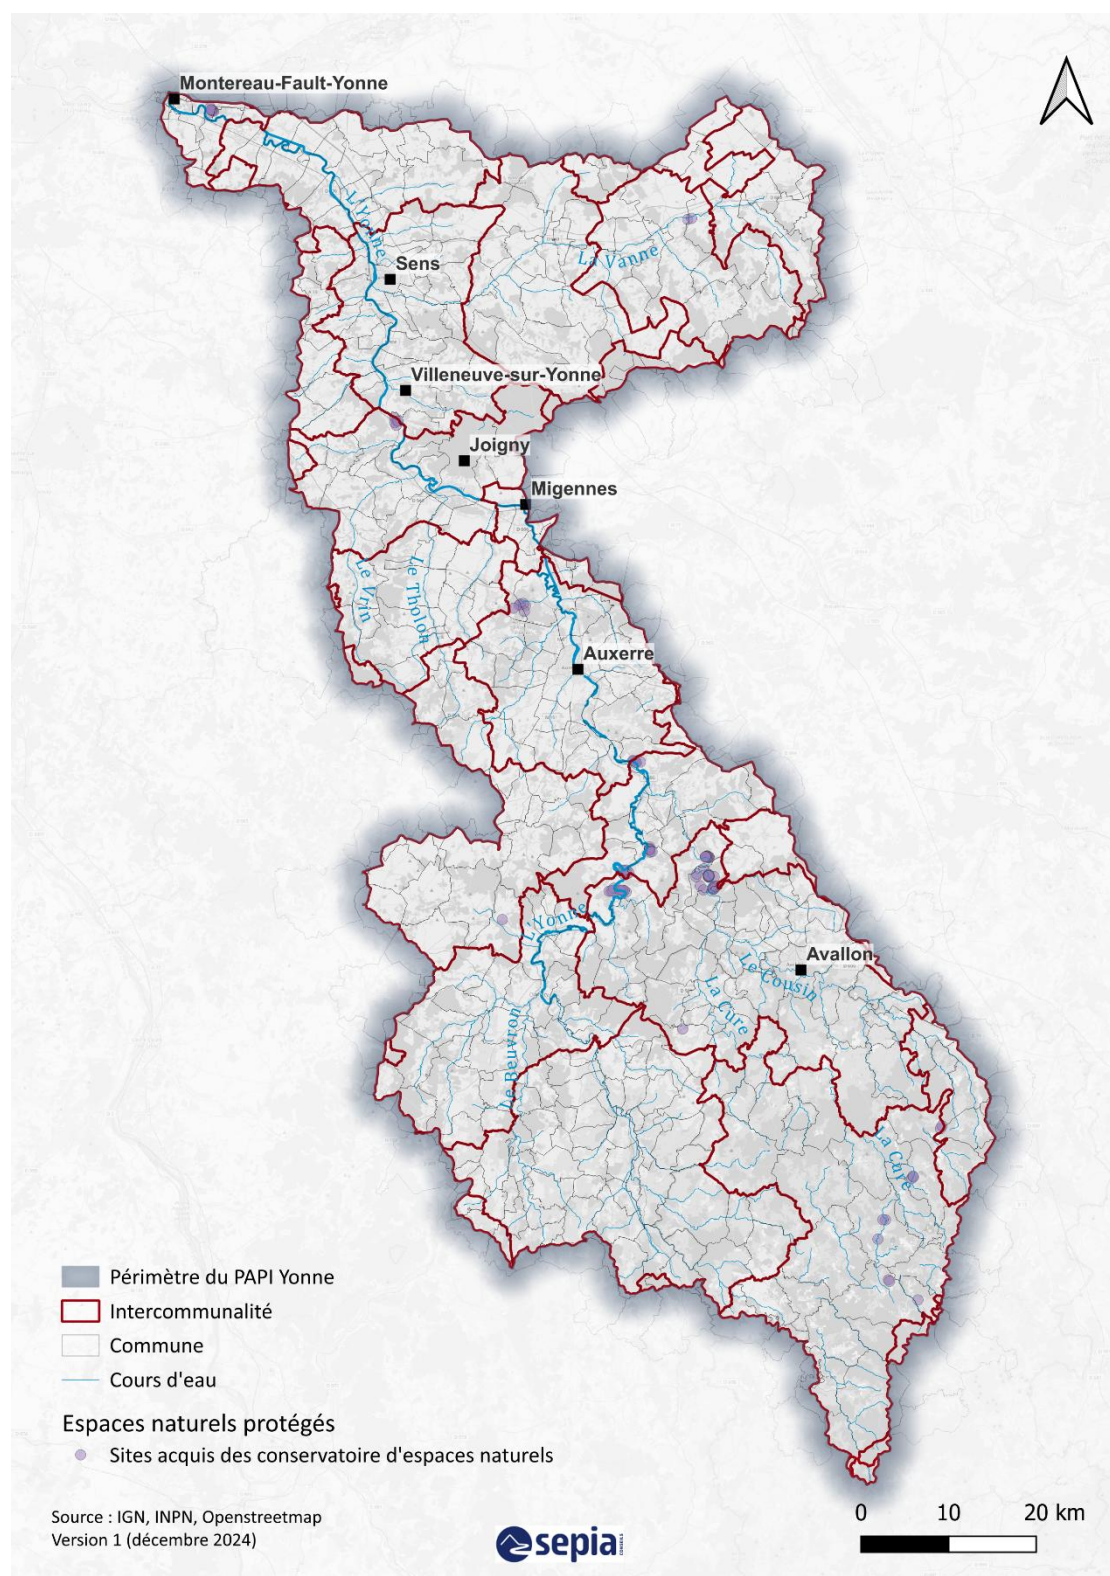 Montereau-Fault-Yonne
L'Yonne
La Vanne
Sens
Villeneuve-sur-Yonne
Joigny
Migennes
Le Vrin
Le Tholon
Auxerre
L'Yonne
Avallon
Le Cousin
La Cure
Le Beuvron
La Cure
Périmètre du PAPI Yonne
Intercommunalité
Commune
Cours d'eau
Espaces naturels protégés
Sites acquis des conservatoire d'espaces naturels
Source : IGN, INPN, Openstreetmap
Version 1 (décembre 2024)
sepia
CONSEILS
0 10 20 km